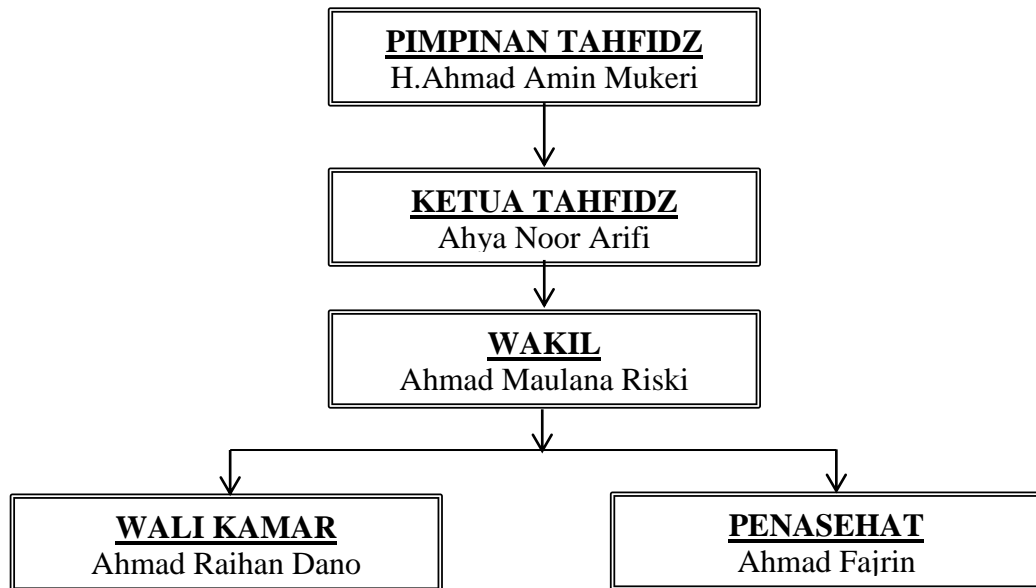 PIMPINAN TAHFIDZ
H.Ahmad Amin Mukeri
KETUA TAHFIDZ
Ahya Noor Arifi
WAKIL
Ahmad Maulana Riski
WALI KAMAR
Ahmad Raihan Dano
PENASEHAT
Ahmad Fajrin